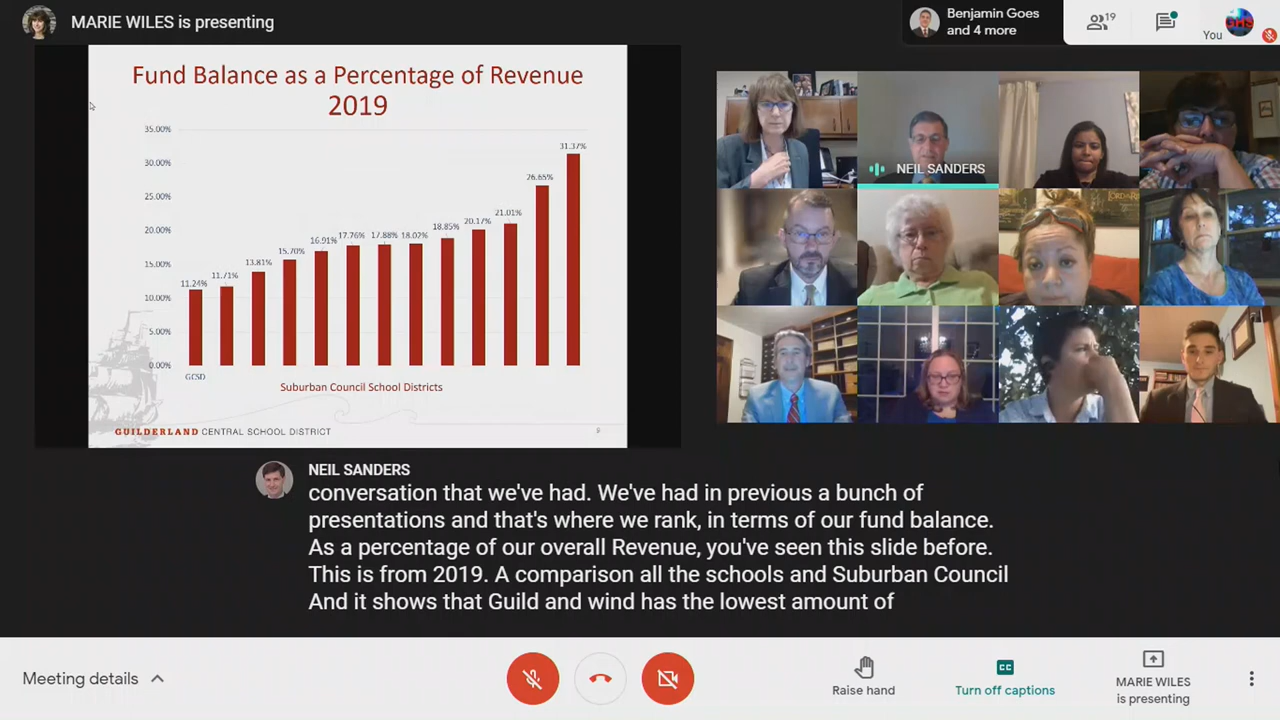 MARIE WILES is presenting
Benjamin Goes
and 4 more
19
You
GHS
Fund Balance as a Percentage of Revenue
2019
35.00%
30.00%
25.00%
20.00%
15.00%
10.00%
5.00%
0.00%
11.24%
11.71%
13.81%
15.70%
16.91%
17.76%
17.88%
18.02%
18.85%
20.17%
21.01%
26.65%
31.37%
GCSD
Suburban Council School Districts
GUILDERLAND CENTRAL SCHOOL DISTRICT
9
NEIL SANDERS
NEIL SANDERS
conversation that we've had. We've had in previous a bunch of
presentations and that's where we rank, in terms of our fund balance.
As a percentage of our overall Revenue, you've seen this slide before.
This is from 2019. A comparison all the schools and Suburban Council
And it shows that Guild and wind has the lowest amount of
Meeting details
Raise hand
CC
Turn off captions
MARIE WILES
is presenting